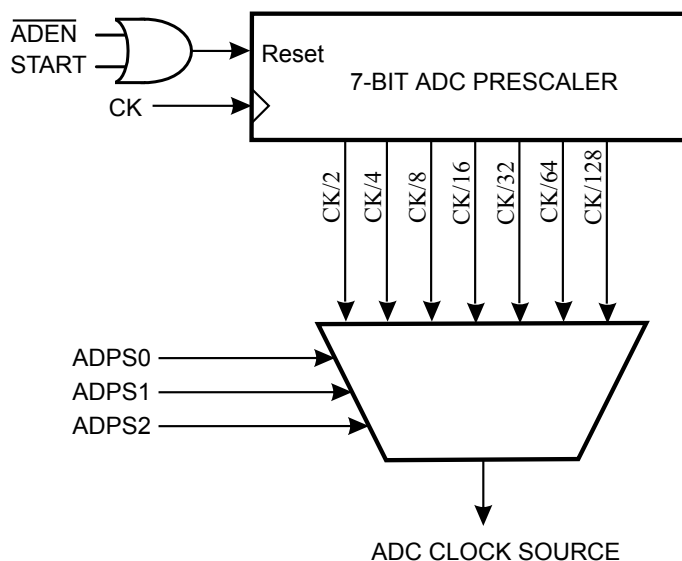 ADEN
START
CK
Reset
7-BIT ADC PRESCALER
CK/2
CK/4
CK/8
CK/16
CK/32
CK/64
CK/128
ADPS0
ADPS1
ADPS2
ADC CLOCK SOURCE